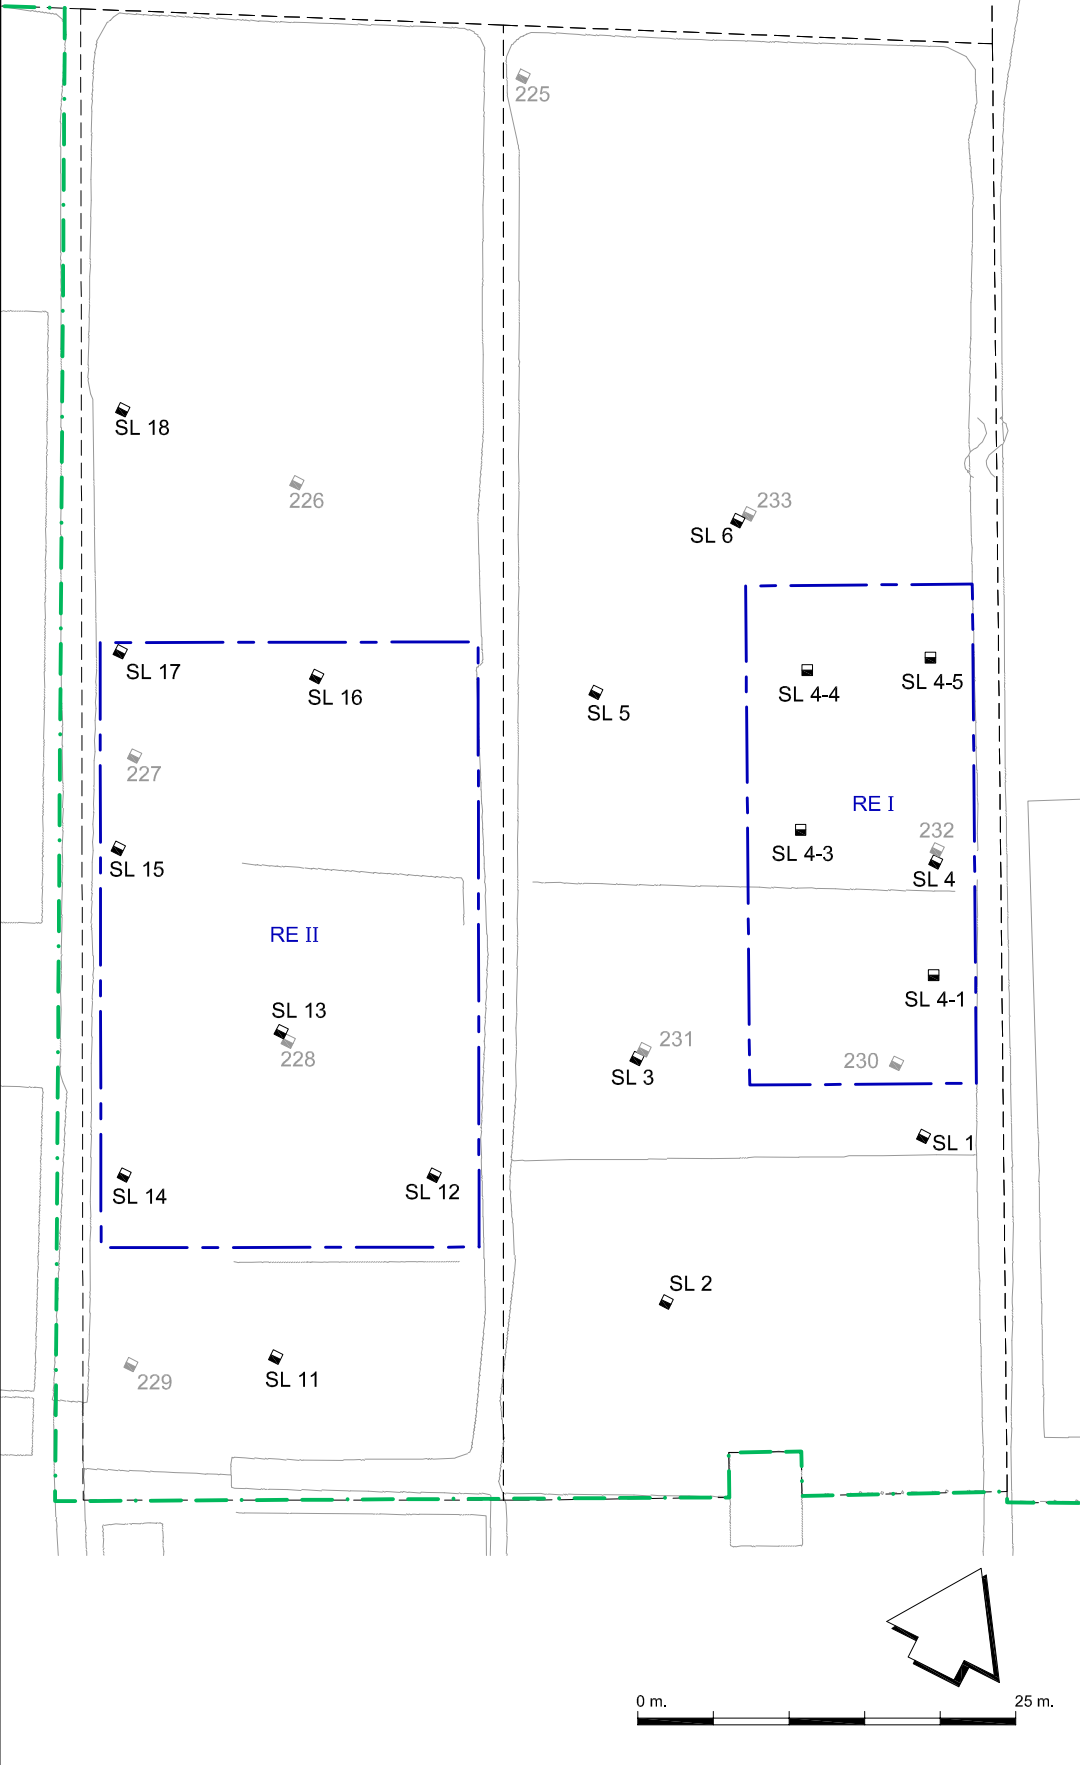 225
SL 18
226
233
SL 6
SL 17
SL 16
SL 4-4
SL 4-5
SL 5
227
RE I
232
SL 4-3
SL 15
SL 4
RE II
SL 4-1
SL 13
231
228
230
SL 3
SL 1
SL 14
SL 12
SL 2
229
SL 11
0 m.
25 m.